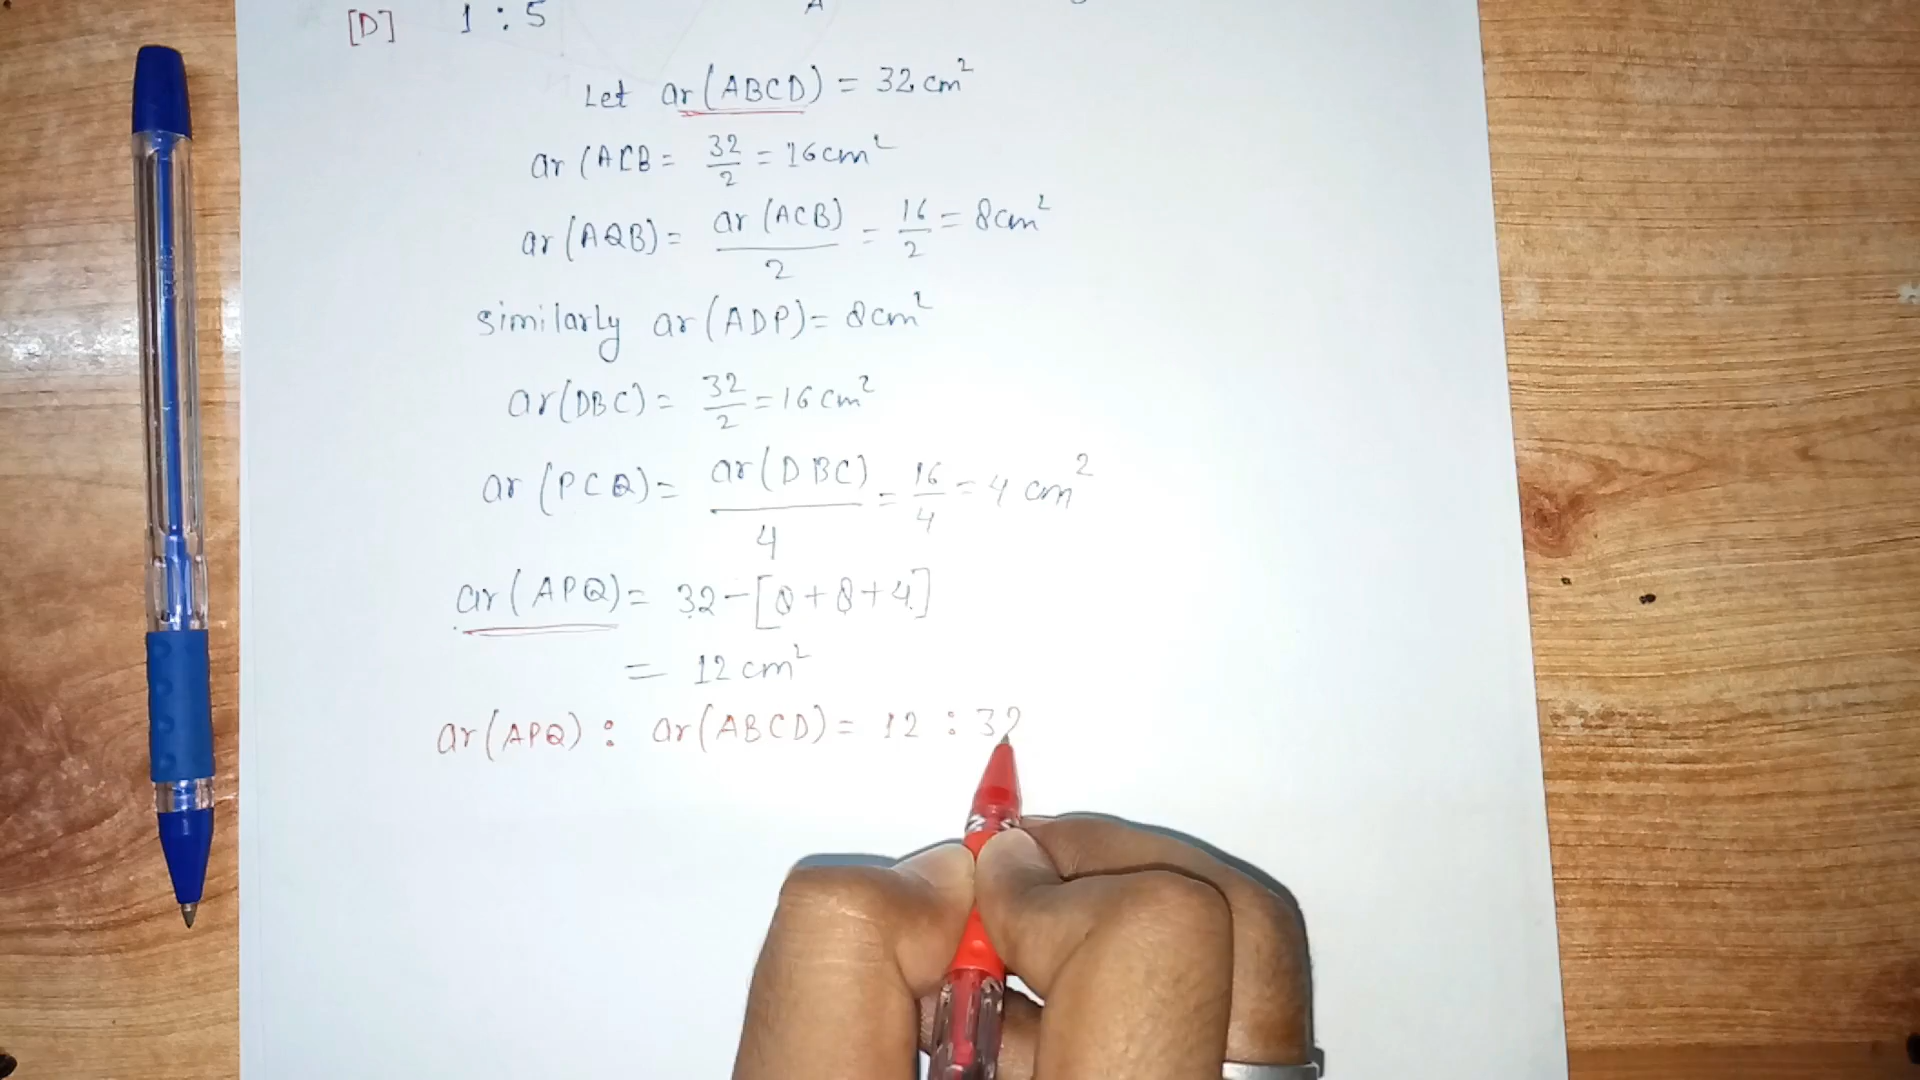 [D] 1 : 5 A
Let ar(ABCD) = 32 cm²
ar (ACB = 32/2 = 16cm²
ar (AQB) = ar (ACB)/2 = 16/2 = 8cm²
similarly ar (ADP) = 8cm²
ar(DBC) = 32/2 = 16 cm²
ar (PCQ) = ar(DBC)/4 = 16/4 = 4 cm²
ar (APQ) = 32 - [8+8+4]
= 12 cm²
ar(APQ) : ar(ABCD) = 12 : 32